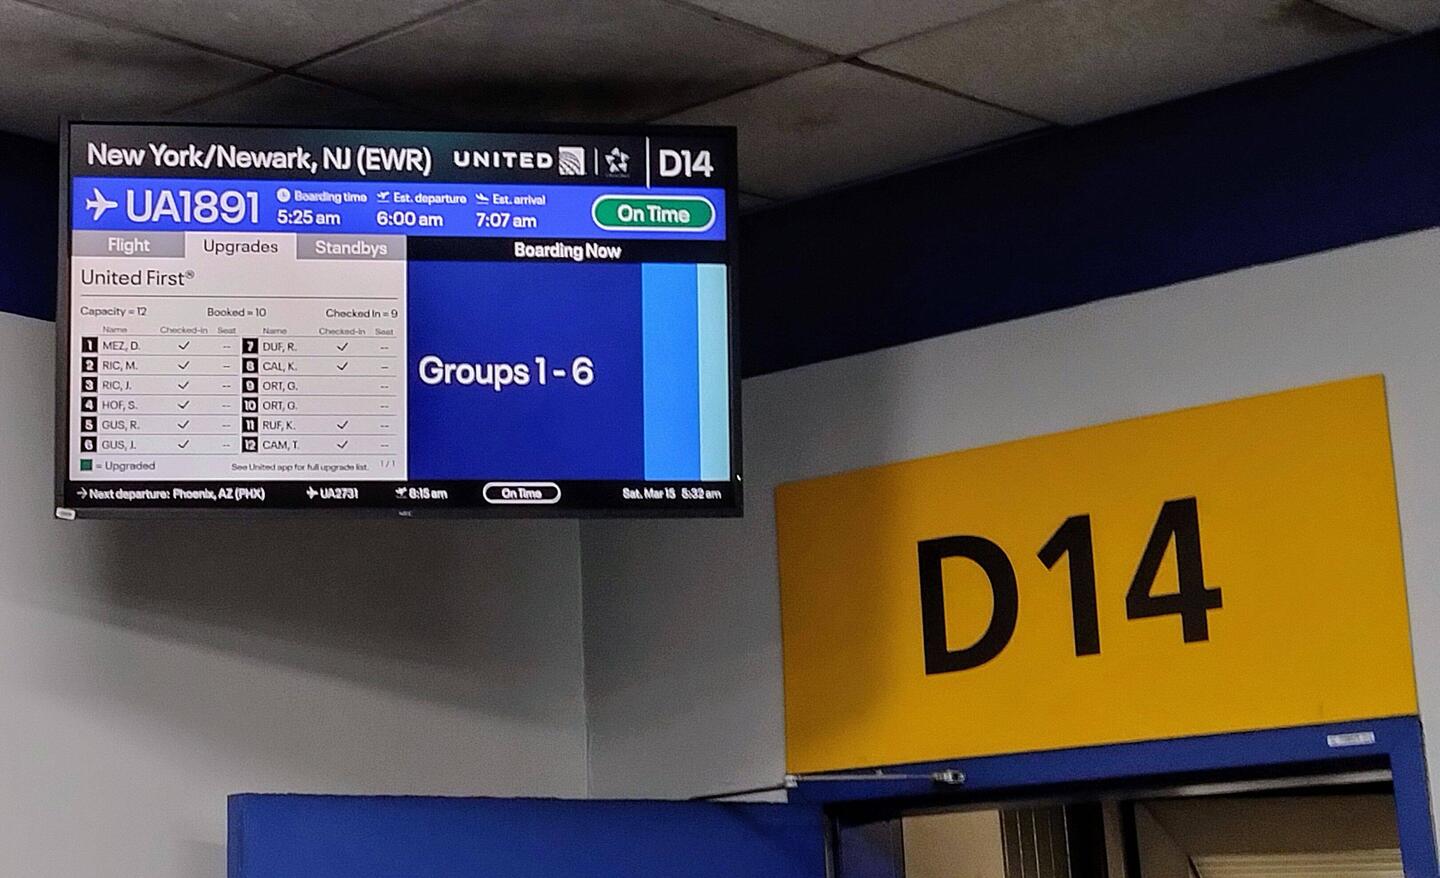 New York/Newark, NJ (EWR) UNITED D14
UA1891 Boarding time 5:25 am Est. departure 6:00 am Est. arrival 7:07 am On Time
Flight Upgrades Standbys Boarding Now
United First®
Capacity = 12 Booked = 10 Checked In = 9
Name Checked-in Seat Name Checked-in Seat
1 MEZ, D. ✓ -- 7 DUF, R. ✓ --
2 RIC, M. ✓ -- 8 CAL, K. ✓ --
3 RIC, J. ✓ -- 9 ORT, G. --
4 HOF, S. ✓ -- 10 ORT, G. --
5 GUS, R. ✓ -- 11 RUF, K. ✓ --
6 GUS, J. ✓ -- 12 CAM, T. ✓ --
= Upgraded See United app for full upgrade list. 1/1
Groups 1 - 6
→ Next departure: Phoenix, AZ (PHX) UA2731 8:15 am On Time Sat. Mar 15 5:32 am
NEC
D14